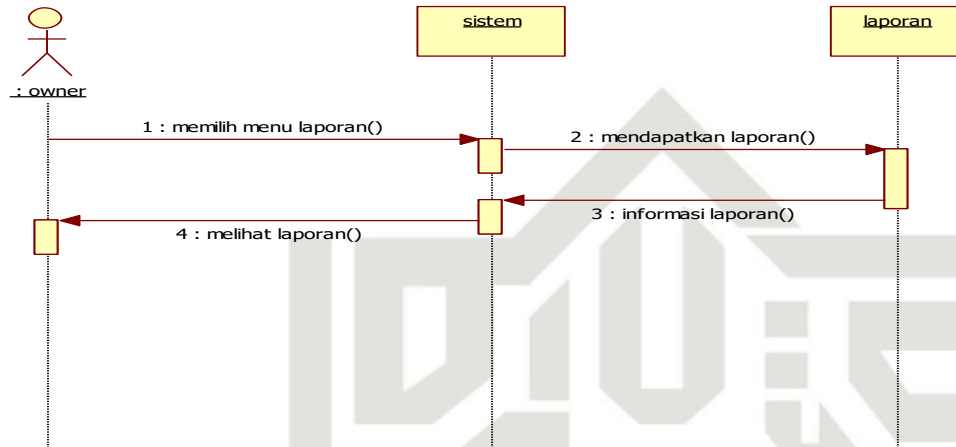 sistem
laporan
: owner
1 : memilih menu laporan()
2 : mendapatkan laporan()
3 : informasi laporan()
4 : melihat laporan()